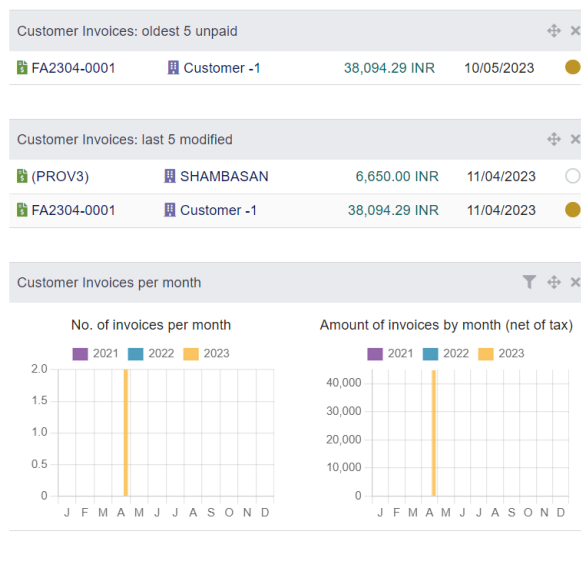 Customer Invoices: oldest 5 unpaid
FA2304-0001 Customer -1 38,094.29 INR 10/05/2023
Customer Invoices: last 5 modified
(PROV3) SHAMBASAN 6,650.00 INR 11/04/2023
FA2304-0001 Customer -1 38,094.29 INR 11/04/2023
Customer Invoices per month
No. of invoices per month
2021 2022 2023
2.0
1.5
1.0
0.5
0
J F M A M J J A S O N D
Amount of invoices by month (net of tax)
2021 2022 2023
40,000
30,000
20,000
10,000
0
J F M A M J J A S O N D